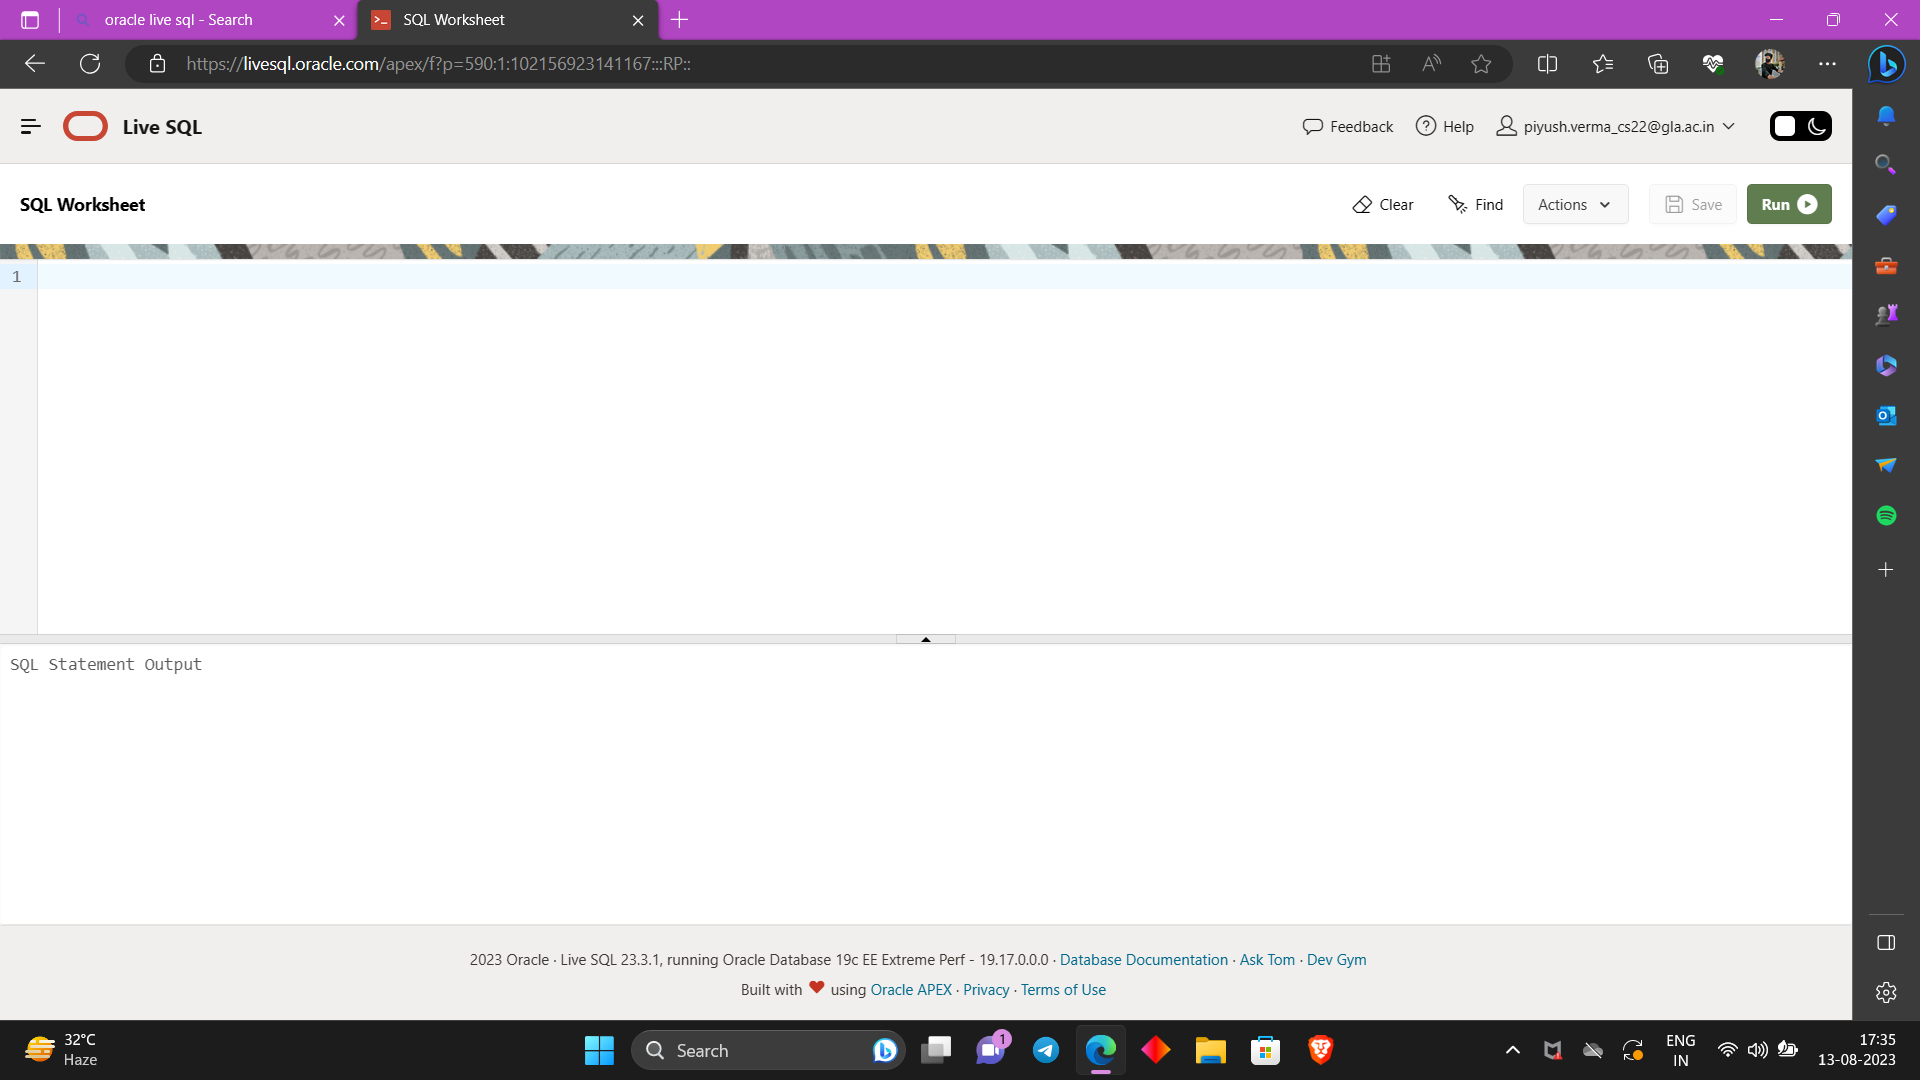 oracle live sql - Search
SQL Worksheet
https://livesql.oracle.com/apex/f?p=590:1:102156923141167:::RP::
Live SQL
Feedback
Help
piyush.verma_cs22@gla.ac.in
SQL Worksheet
Clear
Find
Actions
Save
Run
1
SQL Statement Output
2023 Oracle · Live SQL 23.3.1, running Oracle Database 19c EE Extreme Perf - 19.17.0.0.0 · Database Documentation · Ask Tom · Dev Gym
Built with ❤ using Oracle APEX · Privacy · Terms of Use
32°C
Haze
Search
1
ENG
IN
17:35
13-08-2023